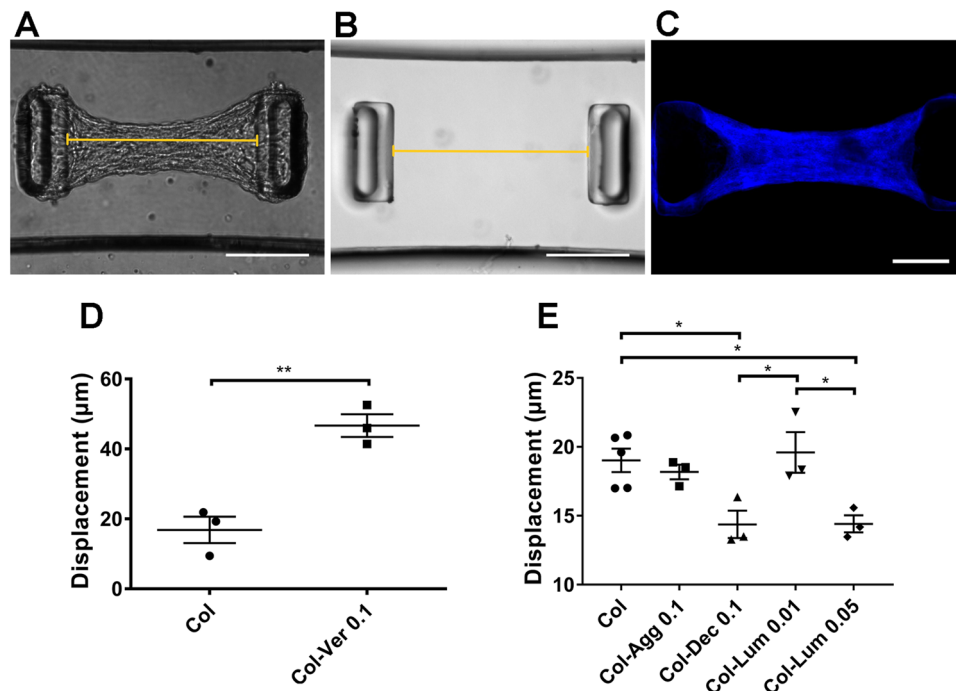 A
B
C
D
Displacement (µm)
60
40
20
0
**
Col
Col-Ver 0.1
E
Displacement (µm)
25
20
15
10
*
*
*
*
Col
Col-Agg 0.1
Col-Dec 0.1
Col-Lum 0.01
Col-Lum 0.05